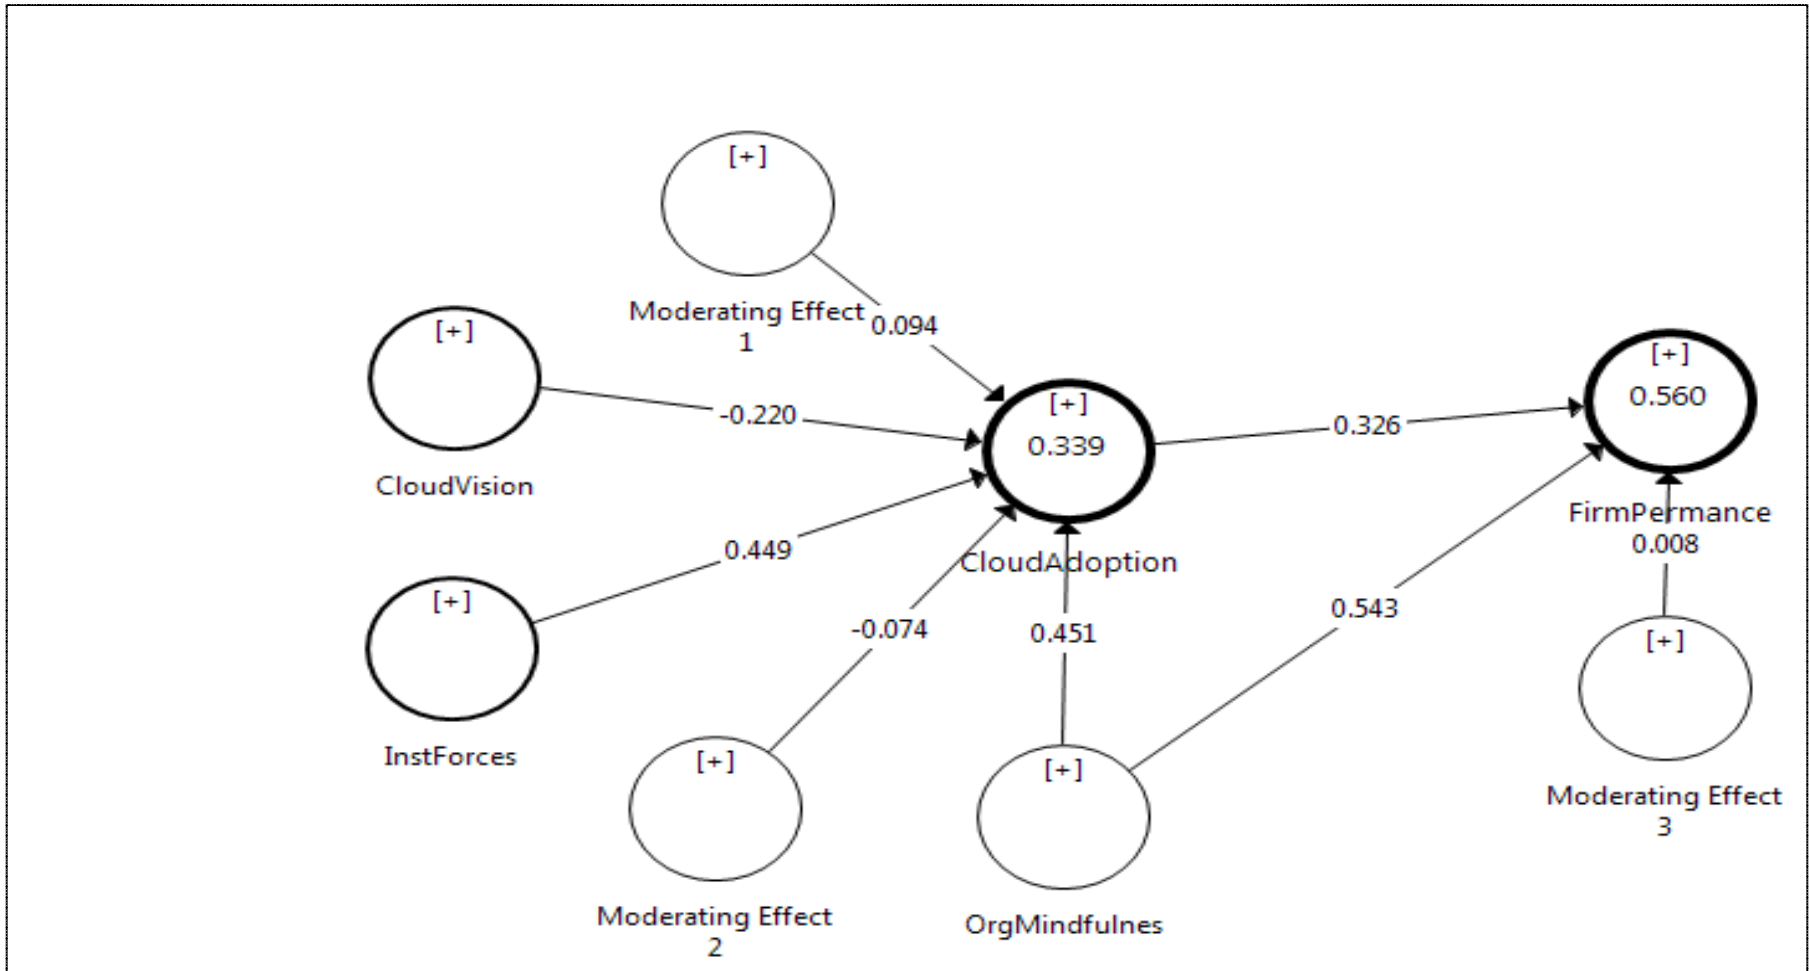 [+]
Moderating Effect
1
0.094
[+]
CloudVision
-0.220
[+]
0.339
CloudAdoption
0.326
[+]
0.560
FirmPermance
0.008
[+]
InstForces
0.449
-0.074
0.451
0.543
[+]
Moderating Effect
2
[+]
OrgMindfulnes
[+]
Moderating Effect
3